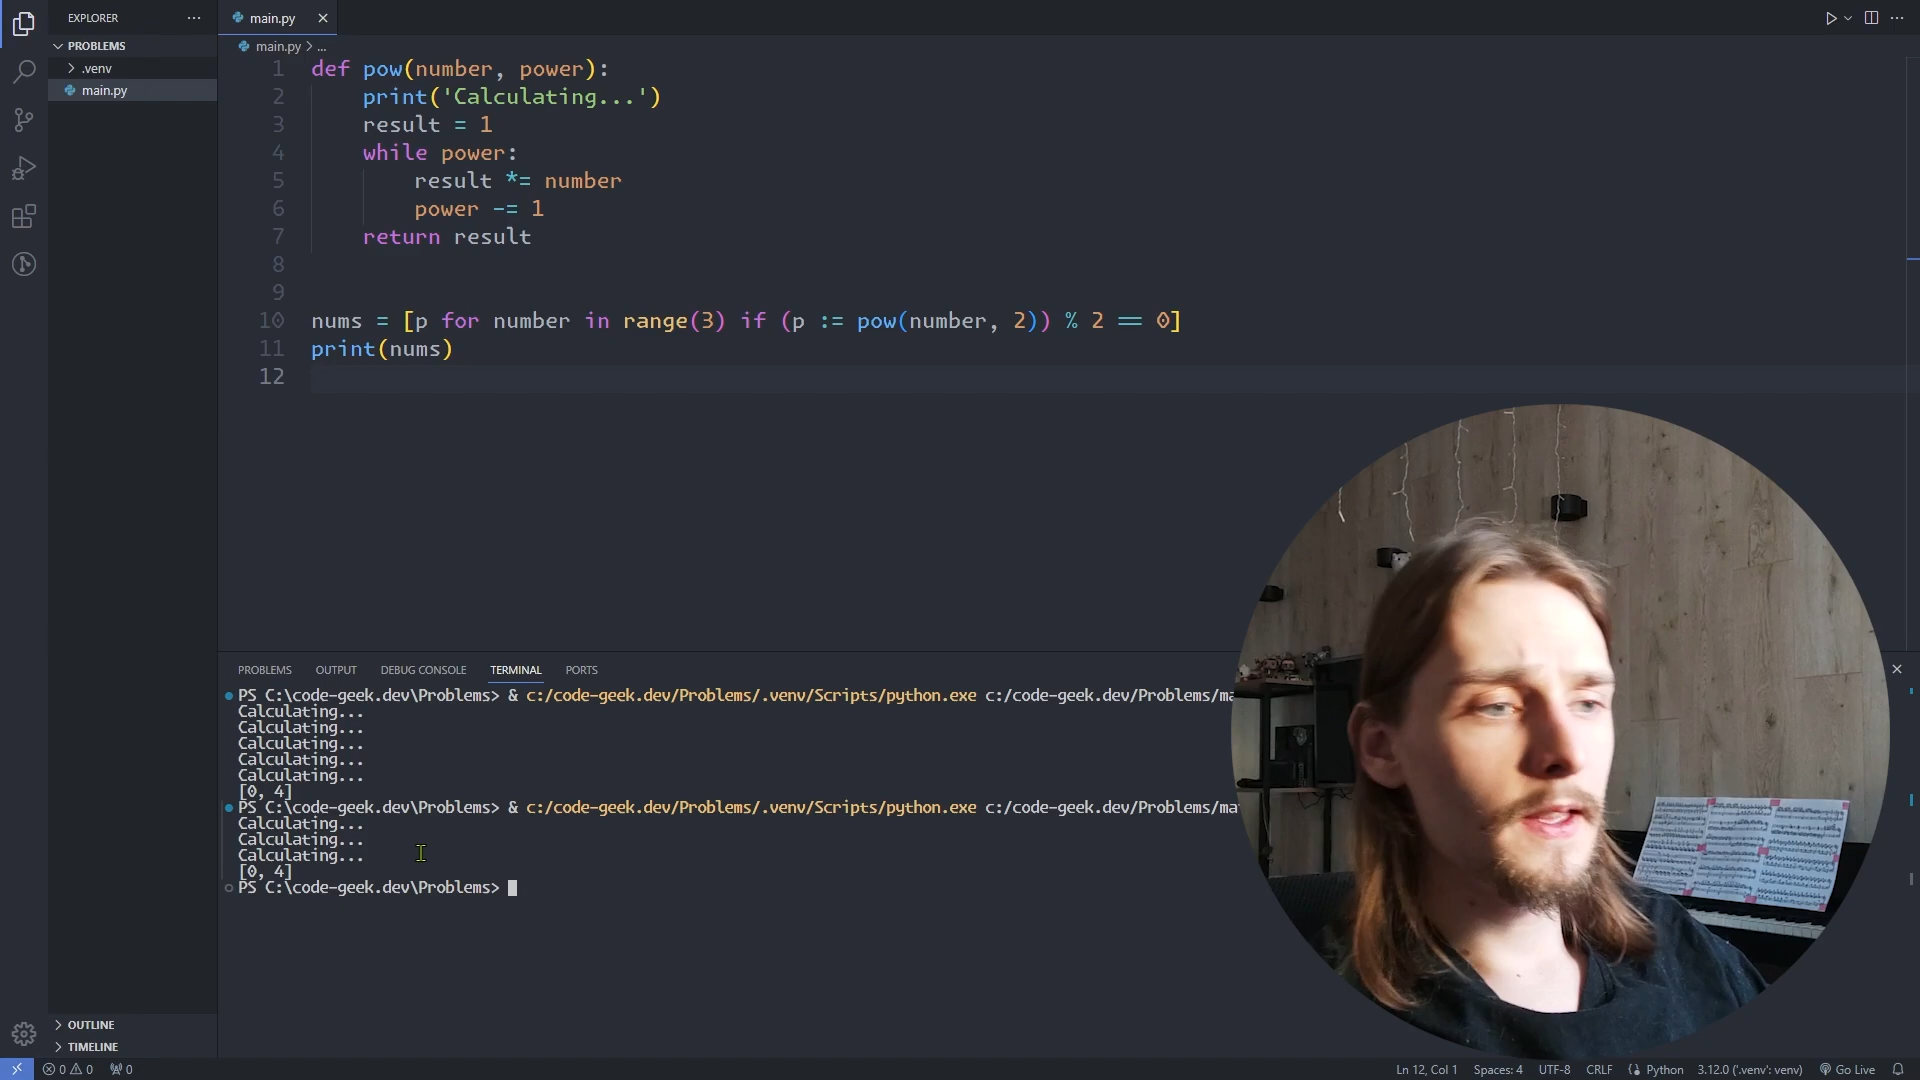 EXPLORER
PROBLEMS
.venv
main.py
main.py
main.py > ...
1 def pow(number, power):
2 print('Calculating...')
3 result = 1
4 while power:
5 result *= number
6 power -= 1
7 return result
8
9
10 nums = [p for number in range(3) if (p := pow(number, 2)) % 2 == 0]
11 print(nums)
12
PROBLEMS OUTPUT DEBUG CONSOLE TERMINAL PORTS
PS C:\code-geek.dev\Problems> & c:/code-geek.dev/Problems/.venv/Scripts/python.exe c:/code-geek.dev/Problems/ma
Calculating...
Calculating...
Calculating...
Calculating...
Calculating...
[0, 4]
PS C:\code-geek.dev\Problems> & c:/code-geek.dev/Problems/.venv/Scripts/python.exe c:/code-geek.dev/Problems/ma
Calculating...
Calculating...
Calculating...
[0, 4]
PS C:\code-geek.dev\Problems>
OUTLINE
TIMELINE
0 0 0 Ln 12, Col 1 Spaces: 4 UTF-8 CRLF Python 3.12.0 ('.venv': venv) Go Live